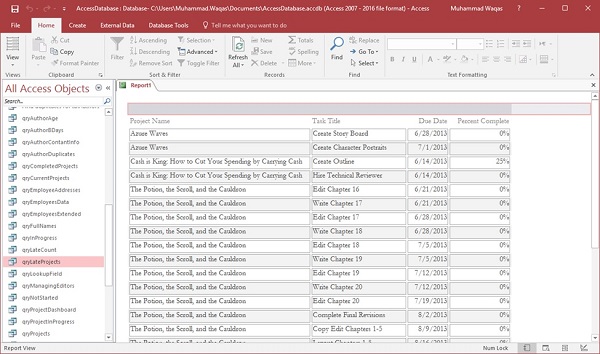 AccessDatabase : Database- C:\Users\Muhammad.Waqas\Documents\AccessDatabase.accdb (Access 2007 - 2016 file format) - Access
Muhammad Waqas
File Home Create External Data Database Tools Tell me what you want to do
View
Views
Paste
Cut
Copy
Format Painter
Clipboard
Filter
Ascending
Descending
Remove Sort
Selection
Advanced
Toggle Filter
Sort & Filter
Refresh All
New
Save
Delete
Totals
Spelling
More
Records
Find
Replace
Go To
Select
Find
B I U
Text Formatting
All Access Objects
Search...
qryAuthorAge
qryAuthorBDays
qryAuthorContantInfo
qryAuthorDuplicates
qryCompletedProjects
qryCurrentProjects
qryEmployeeAddresses
qryEmployeesData
qryEmployeesExtended
qryFullNames
qryInProgress
qryLateCount
qryLateProjects
qryLookupField
qryManagingEditors
qryNotStarted
qryProjectDashboard
qryProjectInProgress
qryProjects
Report1
Project Name Task Title Due Date Percent Complete
Azure Waves Create Story Board 6/28/2013 0%
Azure Waves Create Character Portraits 7/1/2013 0%
Cash is King: How to Cut Your Spending by Carrying Cash Create Outline 6/14/2013 25%
Cash is King: How to Cut Your Spending by Carrying Cash Hire Technical Reviewer 6/14/2013 0%
The Potion, the Scroll, and the Cauldron Edit Chapter 16 6/21/2013 0%
The Potion, the Scroll, and the Cauldron Write Chapter 17 6/21/2013 0%
The Potion, the Scroll, and the Cauldron Edit Chapter 17 6/28/2013 0%
The Potion, the Scroll, and the Cauldron Write Chapter 18 6/28/2013 0%
The Potion, the Scroll, and the Cauldron Edit Chapter 18 7/5/2013 0%
The Potion, the Scroll, and the Cauldron Write Chapter 19 7/5/2013 0%
The Potion, the Scroll, and the Cauldron Edit Chapter 19 7/12/2013 0%
The Potion, the Scroll, and the Cauldron Write Chapter 20 7/12/2013 0%
The Potion, the Scroll, and the Cauldron Edit Chapter 20 7/19/2013 0%
The Potion, the Scroll, and the Cauldron Complete Final Revisions 8/2/2013 0%
The Potion, the Scroll, and the Cauldron Copy Edit Chapters 1-5 8/9/2013 0%
The Potion, the Scroll, and the Cauldron Chapters 1-5 8/16/2013 0%
Report View
Num Lock